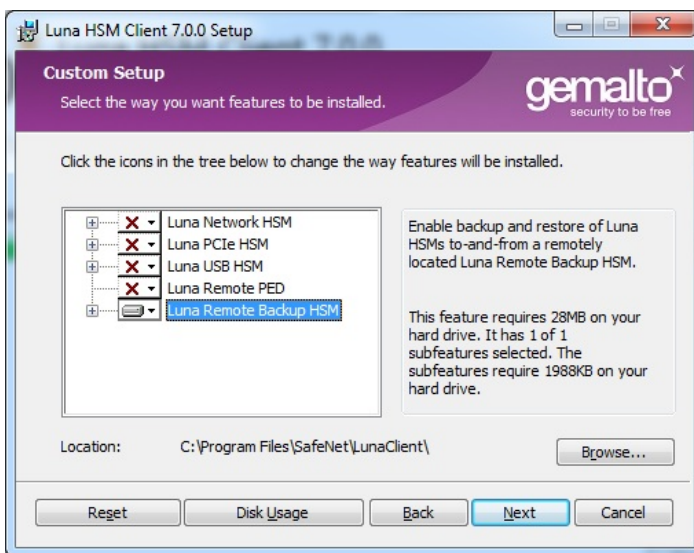 Luna HSM Client 7.0.0 Setup
Custom Setup
Select the way you want features to be installed.
gemalto
security to be free
Click the icons in the tree below to change the way features will be installed.
Luna Network HSM
Luna PCIe HSM
Luna USB HSM
Luna Remote PED
Luna Remote Backup HSM
Enable backup and restore of Luna
HSMs to-and-from a remotely
located Luna Remote Backup HSM.
This feature requires 28MB on your
hard drive. It has 1 of 1
subfeatures selected. The
subfeatures require 1988KB on your
hard drive.
Location: C:\Program Files\SafeNet\LunaClient\
Browse...
Reset Disk Usage Back Next Cancel